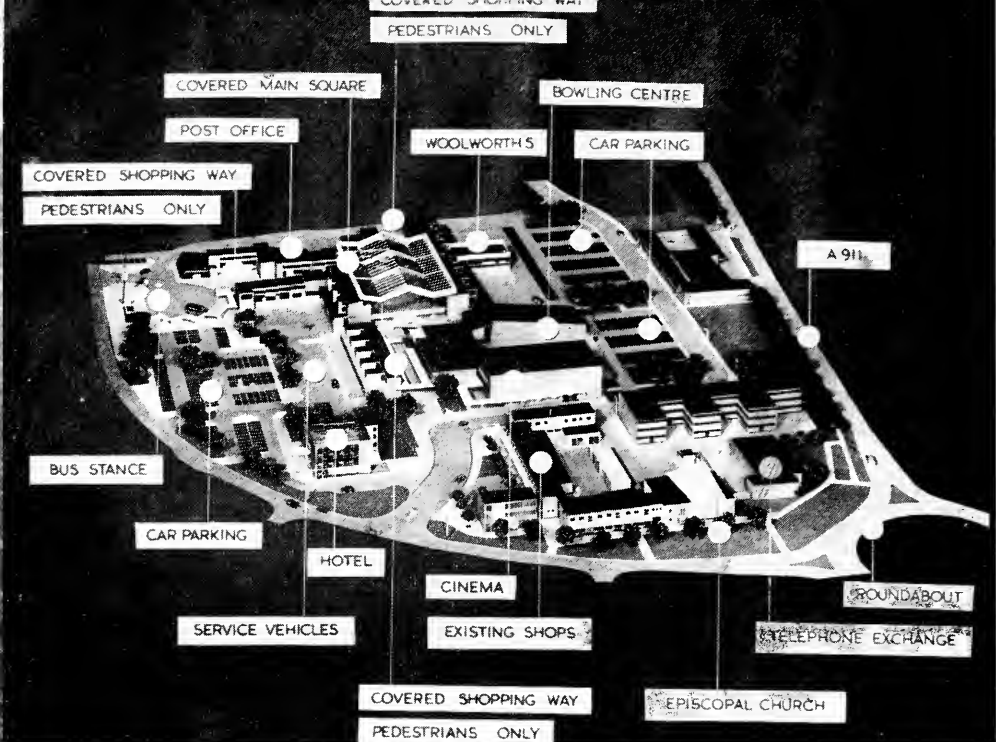 COVERED SHOPPING WAY
PEDESTRIANS ONLY
COVERED MAIN SQUARE
BOWLING CENTRE
POST OFFICE
WOOLWORTHS
CAR PARKING
COVERED SHOPPING WAY
PEDESTRIANS ONLY
A 911
BUS STANCE
CAR PARKING
HOTEL
CINEMA
ROUNDABOUT
SERVICE VEHICLES
EXISTING SHOPS
TELEPHONE EXCHANGE
COVERED SHOPPING WAY
EPISCOPAL CHURCH
PEDESTRIANS ONLY